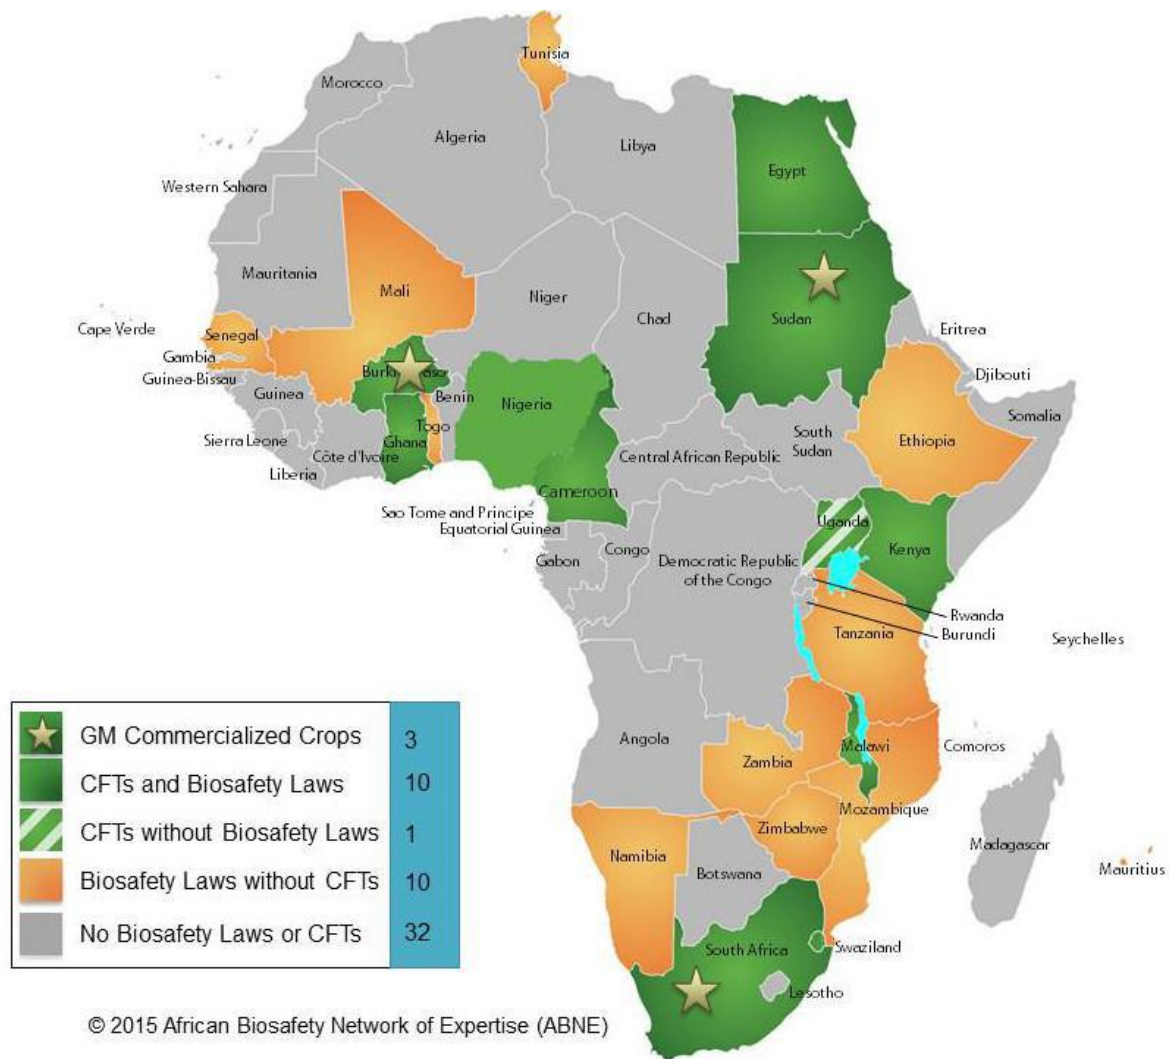 Tunisia
Morocco
Algeria
Libya
Egypt
Western Sahara
Mauritania
Mali
Niger
Chad
Sudan
Eritrea
Cape Verde
Senegal
Gambia
Guinea-Bissau
Guinea
Sierra Leone
Liberia
Côte d'Ivoire
Burki aso
Ghana
Togo
Benin
Nigeria
Cameroon
Central African Republic
South
Sudan
Ethiopia
Djibouti
Somalia
Sao Tome and Principe
Equatorial Guinea
Gabon
Congo
Democratic Republic
of the Congo
Uganda
Kenya
Rwanda
Burundi
Tanzania
Seychelles
Angola
Zambia
Malawi
Mozambique
Comoros
Madagascar
Mauritius
Zimbabwe
Namibia
Botswana
South Africa
Swaziland
Lesotho
GM Commercialized Crops 3
CFTs and Biosafety Laws 10
CFTs without Biosafety Laws 1
Biosafety Laws without CFTs 10
No Biosafety Laws or CFTs 32
© 2015 African Biosafety Network of Expertise (ABNE)